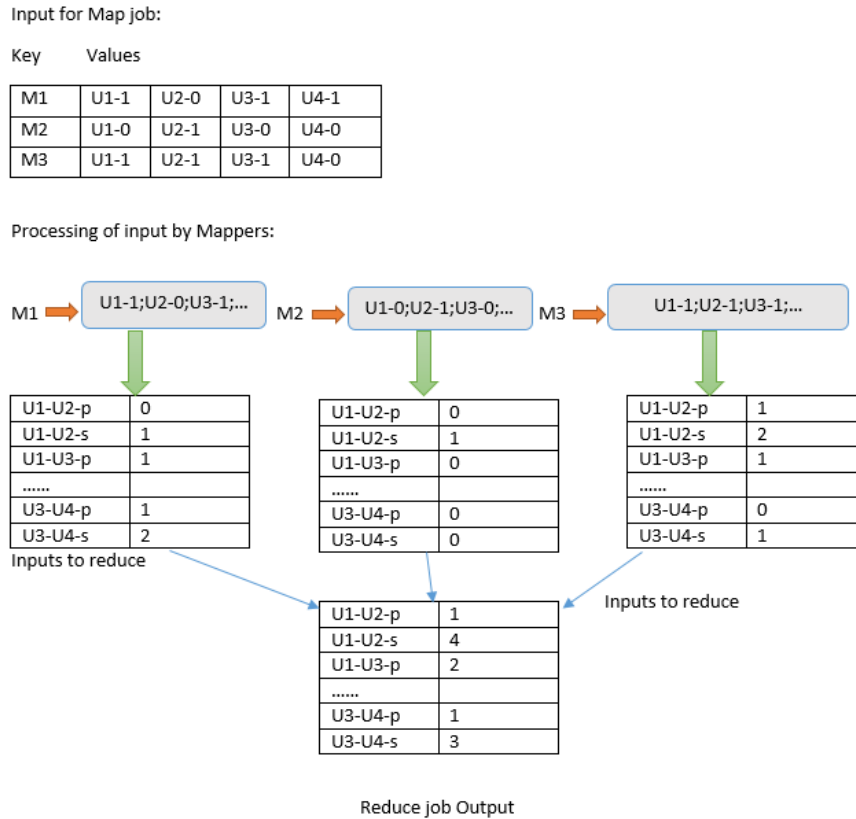 Input for Map job:
Key Values
M1 U1-1 U2-0 U3-1 U4-1
M2 U1-0 U2-1 U3-0 U4-0
M3 U1-1 U2-1 U3-1 U4-0
Processing of input by Mappers:
M1 U1-1;U2-0;U3-1;... M2 U1-0;U2-1;U3-0;... M3 U1-1;U2-1;U3-1;...
U1-U2-p 0
U1-U2-s 1
U1-U3-p 1
......
U3-U4-p 1
U3-U4-s 2
Inputs to reduce
U1-U2-p 0
U1-U2-s 1
U1-U3-p 0
......
U3-U4-p 0
U3-U4-s 0
U1-U2-p 1
U1-U2-s 2
U1-U3-p 1
......
U3-U4-p 0
U3-U4-s 1
Inputs to reduce
U1-U2-p 1
U1-U2-s 4
U1-U3-p 2
......
U3-U4-p 1
U3-U4-s 3
Reduce job Output